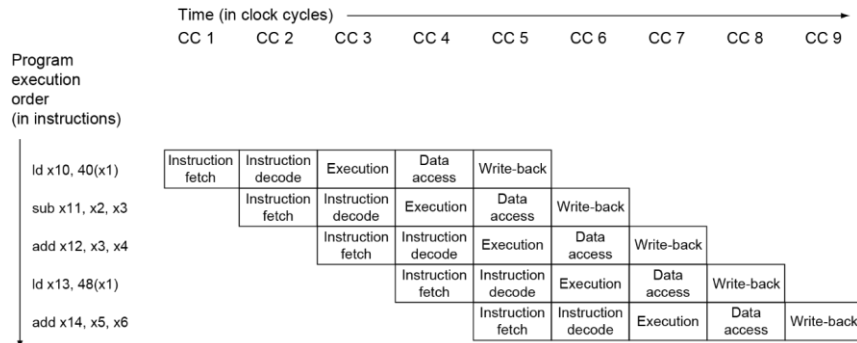 Time (in clock cycles)
CC 1 CC 2 CC 3 CC 4 CC 5 CC 6 CC 7 CC 8 CC 9
Program
execution
order
(in instructions)
ld x10, 40(x1)
Instruction
fetch
Instruction
decode
Execution
Data
access
Write-back
sub x11, x2, x3
Instruction
fetch
Instruction
decode
Execution
Data
access
Write-back
add x12, x3, x4
Instruction
fetch
Instruction
decode
Execution
Data
access
Write-back
ld x13, 48(x1)
Instruction
fetch
Instruction
decode
Execution
Data
access
Write-back
add x14, x5, x6
Instruction
fetch
Instruction
decode
Execution
Data
access
Write-back